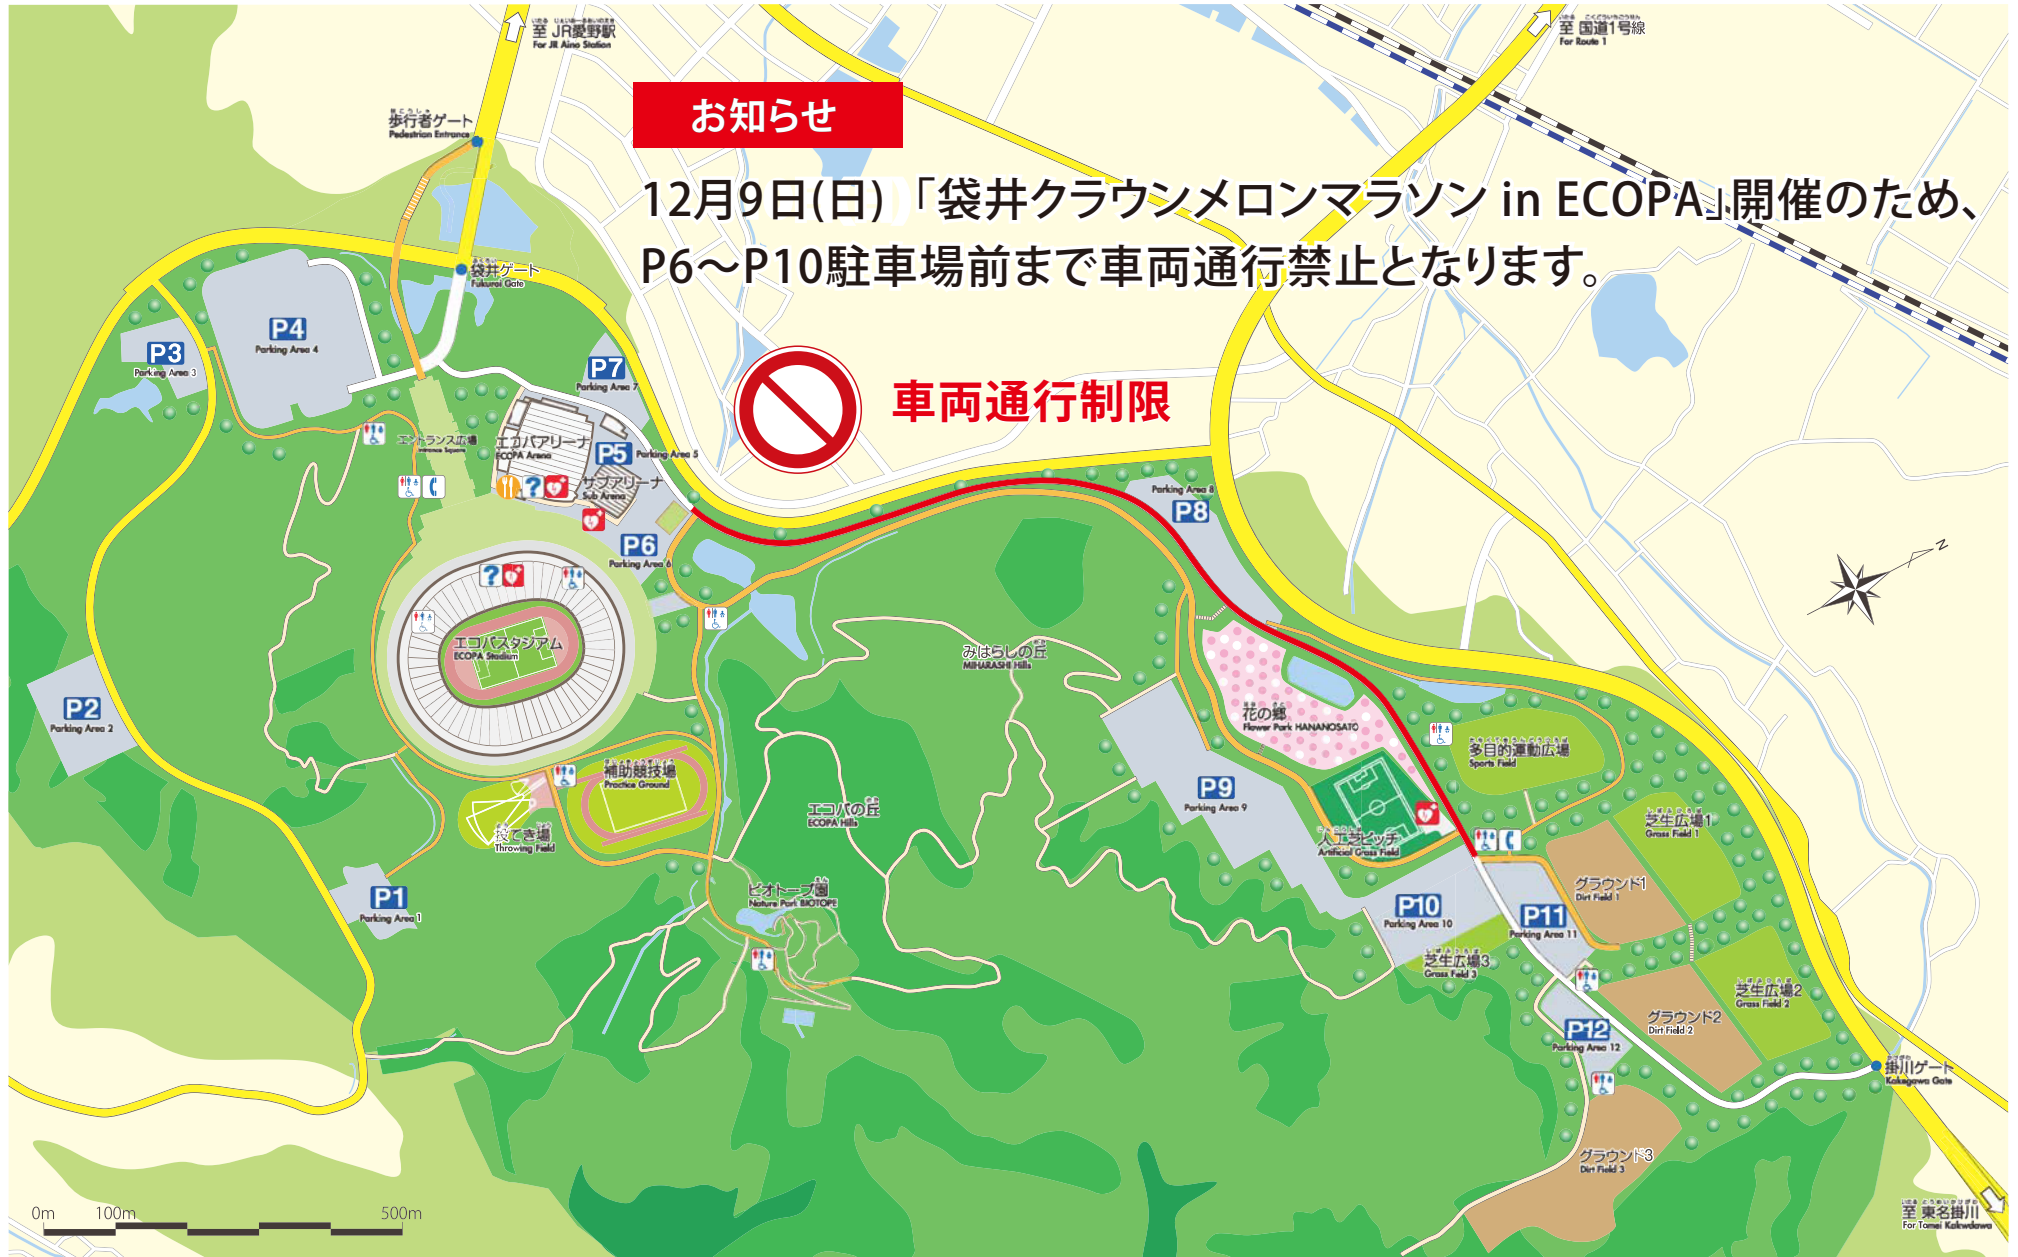 至 JR愛野駅
For JR Aino Station
至 国道1号線
For Route 1
お知らせ
歩行者ゲート
Pedestrian Entrance
12月9日(日)「袋井クラウンメロンマラソン in ECOPA」開催のため、
P6〜P10駐車場前まで車両通行禁止となります。
袋井ゲート
Fukuroi Gate
P4
Parking Area 4
P3
Parking Area 3
P7
Parking Area 7
車両通行制限
エントランス広場
Entrance Square
エコパアリーナ
ECOPA Arena
P5
Parking Area 5
サブアリーナ
Sub Arena
Parking Area 8
P8
P6
Parking Area 6
N
エコパスタジアム
ECOPA Stadium
みはらしの丘
MIHARASHI Hills
P2
Parking Area 2
花の郷
Flower Park HANANOSATO
多目的運動広場
Sports Field
補助競技場
Practice Ground
P9
Parking Area 9
エコパの丘
ECOPA Hills
芝生広場1
Grass Field 1
投てき場
Throwing Field
人工芝ピッチ
Artificial Grass Field
P1
Parking Area 1
ビオトープ園
Nature Park BIOTOPE
グラウンド1
Dirt Field 1
P10
Parking Area 10
P11
Parking Area 11
芝生広場3
Grass Field 3
芝生広場2
Grass Field 2
グラウンド2
Dirt Field 2
P12
Parking Area 12
掛川ゲート
Kakegawa Gate
グラウンド3
Dirt Field 3
至 東名掛川
For Tomei Kakwdawa
0m 100m 500m